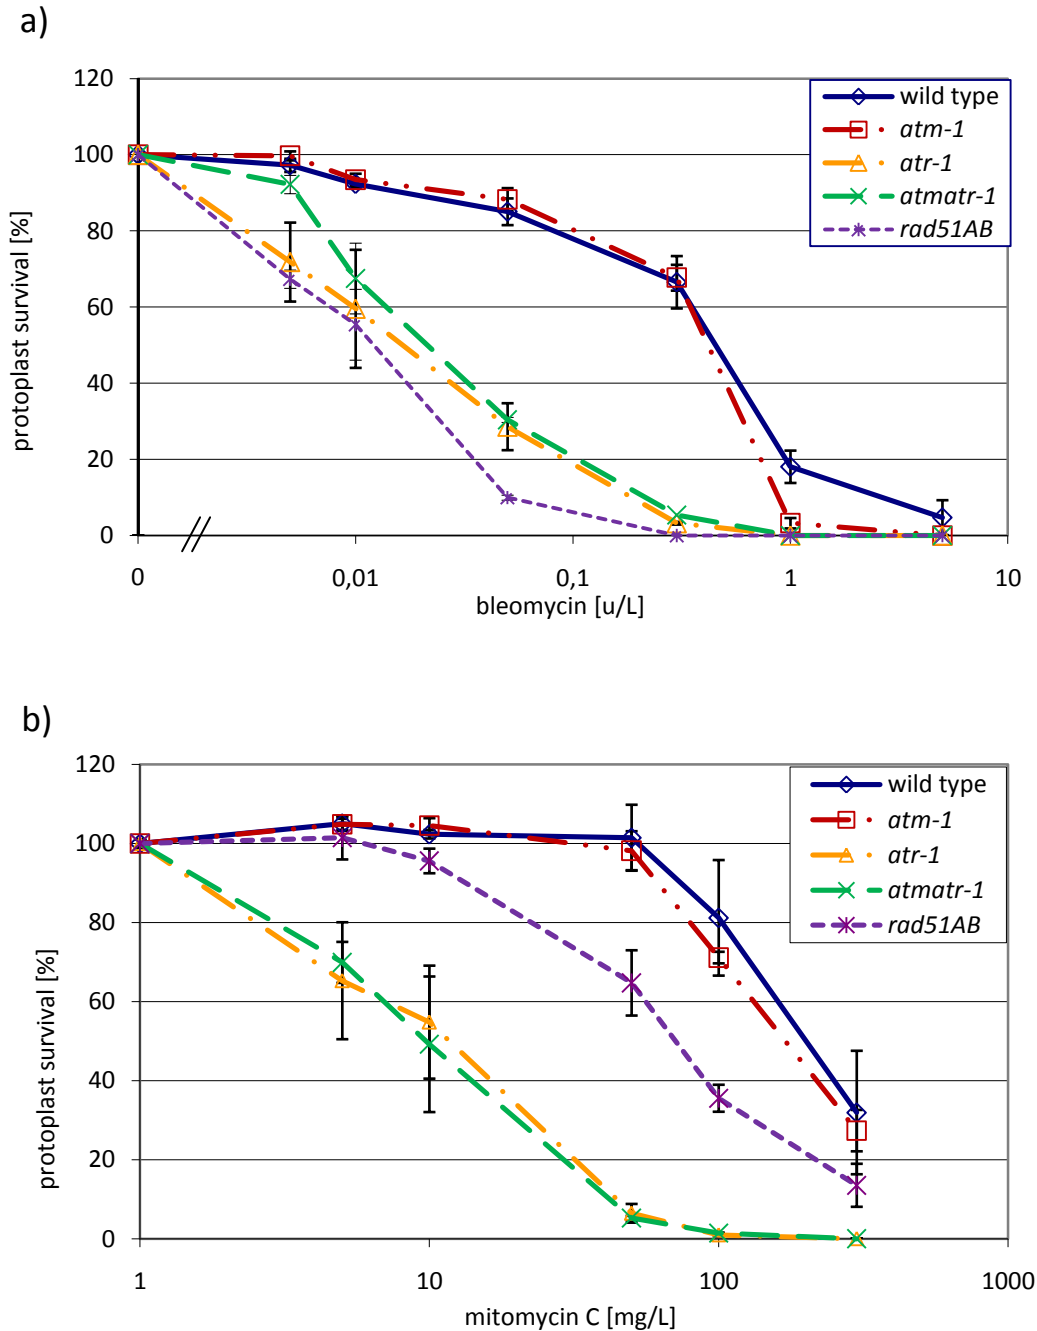 a)
120
100
80
60
40
20
0
protoplast survival [%]
wild type
atm-1
atr-1
atmatr-1
rad51AB
0 0,01 0,1 1 10
bleomycin [u/L]
b)
120
100
80
60
40
20
0
protoplast survival [%]
wild type
atm-1
atr-1
atmatr-1
rad51AB
1 10 100 1000
mitomycin C [mg/L]